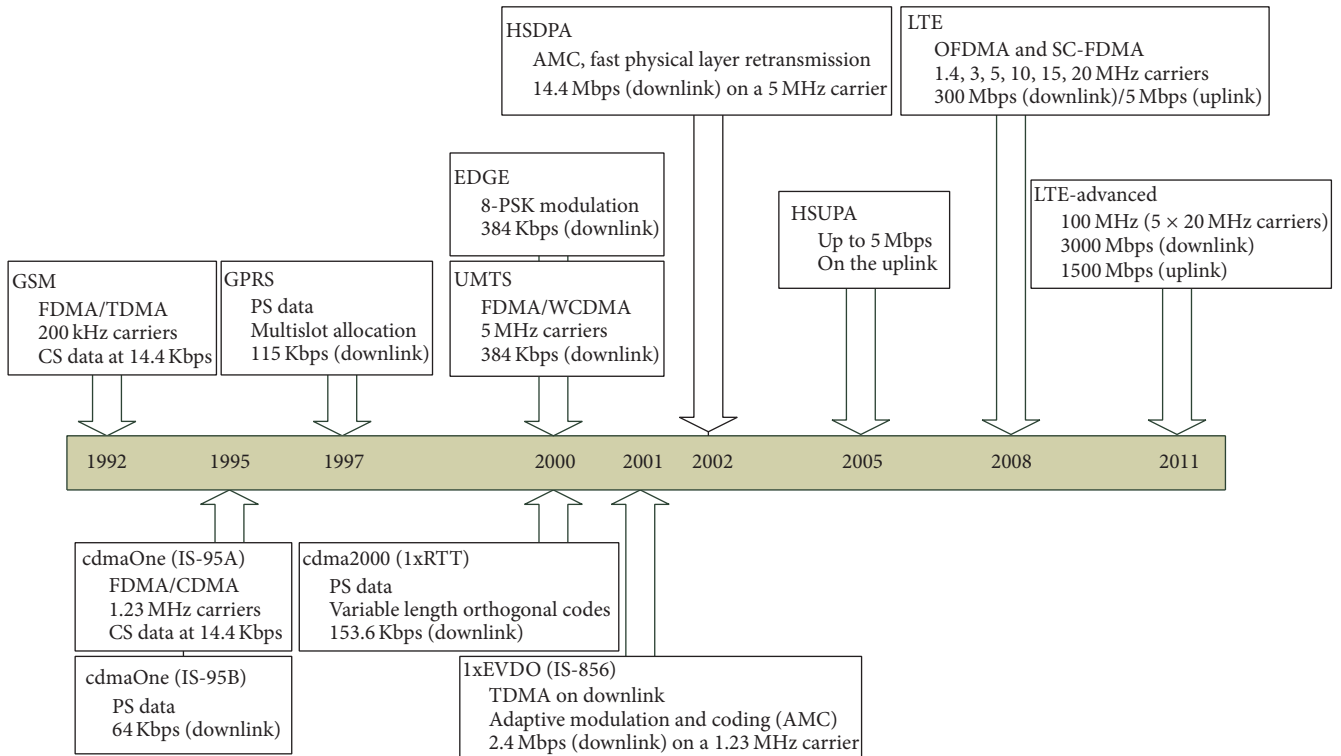 HSDPA
AMC, fast physical layer retransmission
14.4 Mbps (downlink) on a 5 MHz carrier
LTE
OFDMA and SC-FDMA
1.4, 3, 5, 10, 15, 20 MHz carriers
300 Mbps (downlink)/5 Mbps (uplink)
EDGE
8-PSK modulation
384 Kbps (downlink)
HSUPA
Up to 5 Mbps
On the uplink
LTE-advanced
100 MHz (5 × 20 MHz carriers)
3000 Mbps (downlink)
1500 Mbps (uplink)
GSM
FDMA/TDMA
200 kHz carriers
CS data at 14.4 Kbps
GPRS
PS data
Multislot allocation
115 Kbps (downlink)
UMTS
FDMA/WCDMA
5 MHz carriers
384 Kbps (downlink)
1992 1995 1997 2000 2001 2002 2005 2008 2011
cdmaOne (IS-95A)
FDMA/CDMA
1.23 MHz carriers
CS data at 14.4 Kbps
cdma2000 (1xRTT)
PS data
Variable length orthogonal codes
153.6 Kbps (downlink)
cdmaOne (IS-95B)
PS data
64 Kbps (downlink)
1xEVDO (IS-856)
TDMA on downlink
Adaptive modulation and coding (AMC)
2.4 Mbps (downlink) on a 1.23 MHz carrier